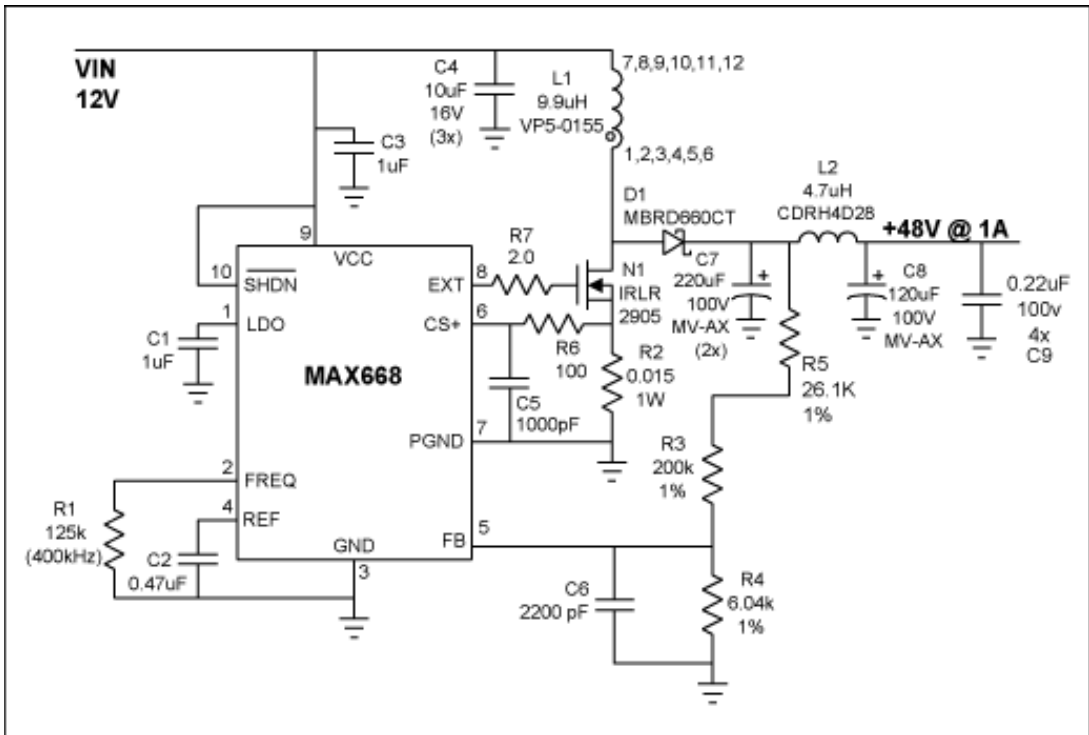 VIN
12V
C4
10uF
16V
(3x)
L1
9.9uH
VP5-0155
7,8,9,10,11,12
1,2,3,4,5,6
C3
1uF
D1
MBRD660CT
L2
4.7uH
CDRH4D28
+48V @ 1A
9
VCC
10
SHDN
1
LDO
C1
1uF
MAX668
EXT
8
R7
2.0
N1
IRLR
2905
CS+
6
R6
100
C5
1000pF
R2
0.015
1W
PGND
7
C7
220uF
100V
MV-AX
(2x)
C8
120uF
100V
MV-AX
0.22uF
100v
4x
C9
R5
26.1K
1%
R3
200k
1%
2
FREQ
4
REF
R1
125k
(400kHz)
C2
0.47uF
GND
3
FB
5
C6
2200 pF
R4
6.04k
1%